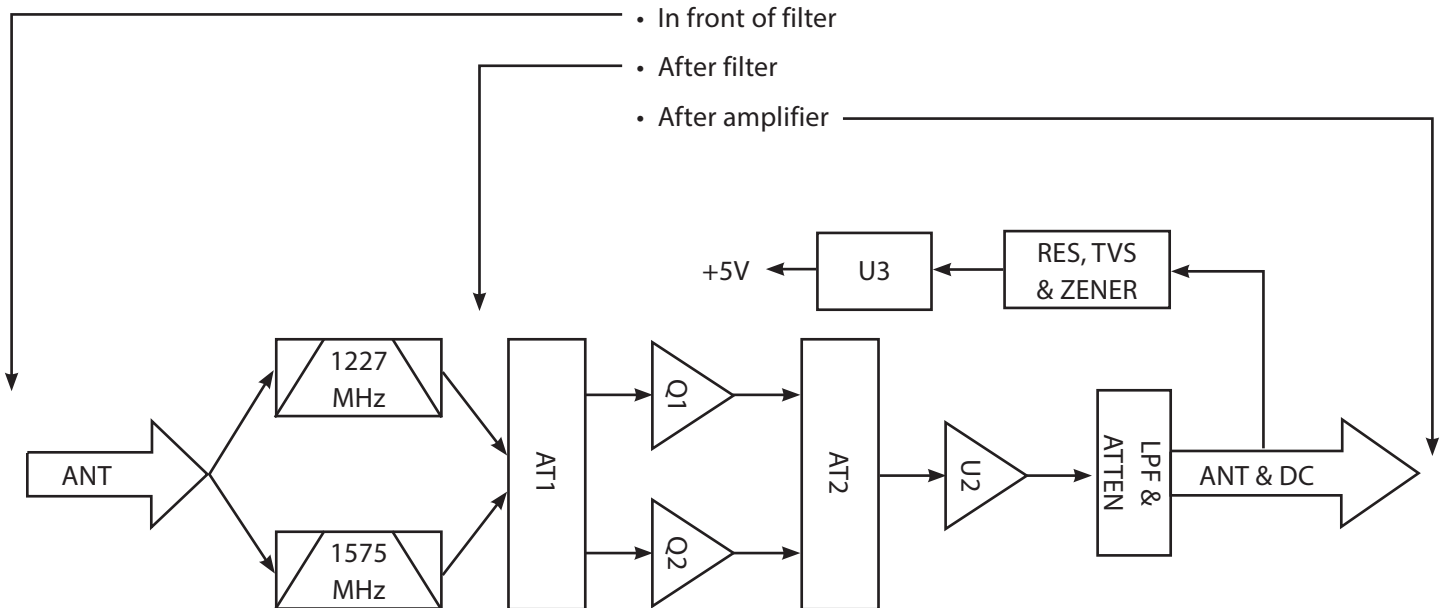 • In front of filter
• After filter
• After amplifier
+5V
U3
RES, TVS
& ZENER
1227
MHz
Q1
ANT
AT1
AT2
U2
LPF &
ATTEN
ANT & DC
1575
MHz
Q2